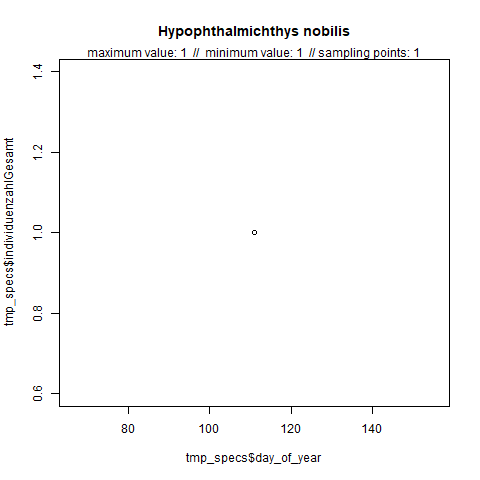 Hypophthalmichthys nobilis
maximum value: 1 // minimum value: 1 // sampling points: 1
tmp_specs$individuenzahlGesamt
1.4
1.2
1.0
0.8
0.6
80 100 120 140
tmp_specs$day_of_year